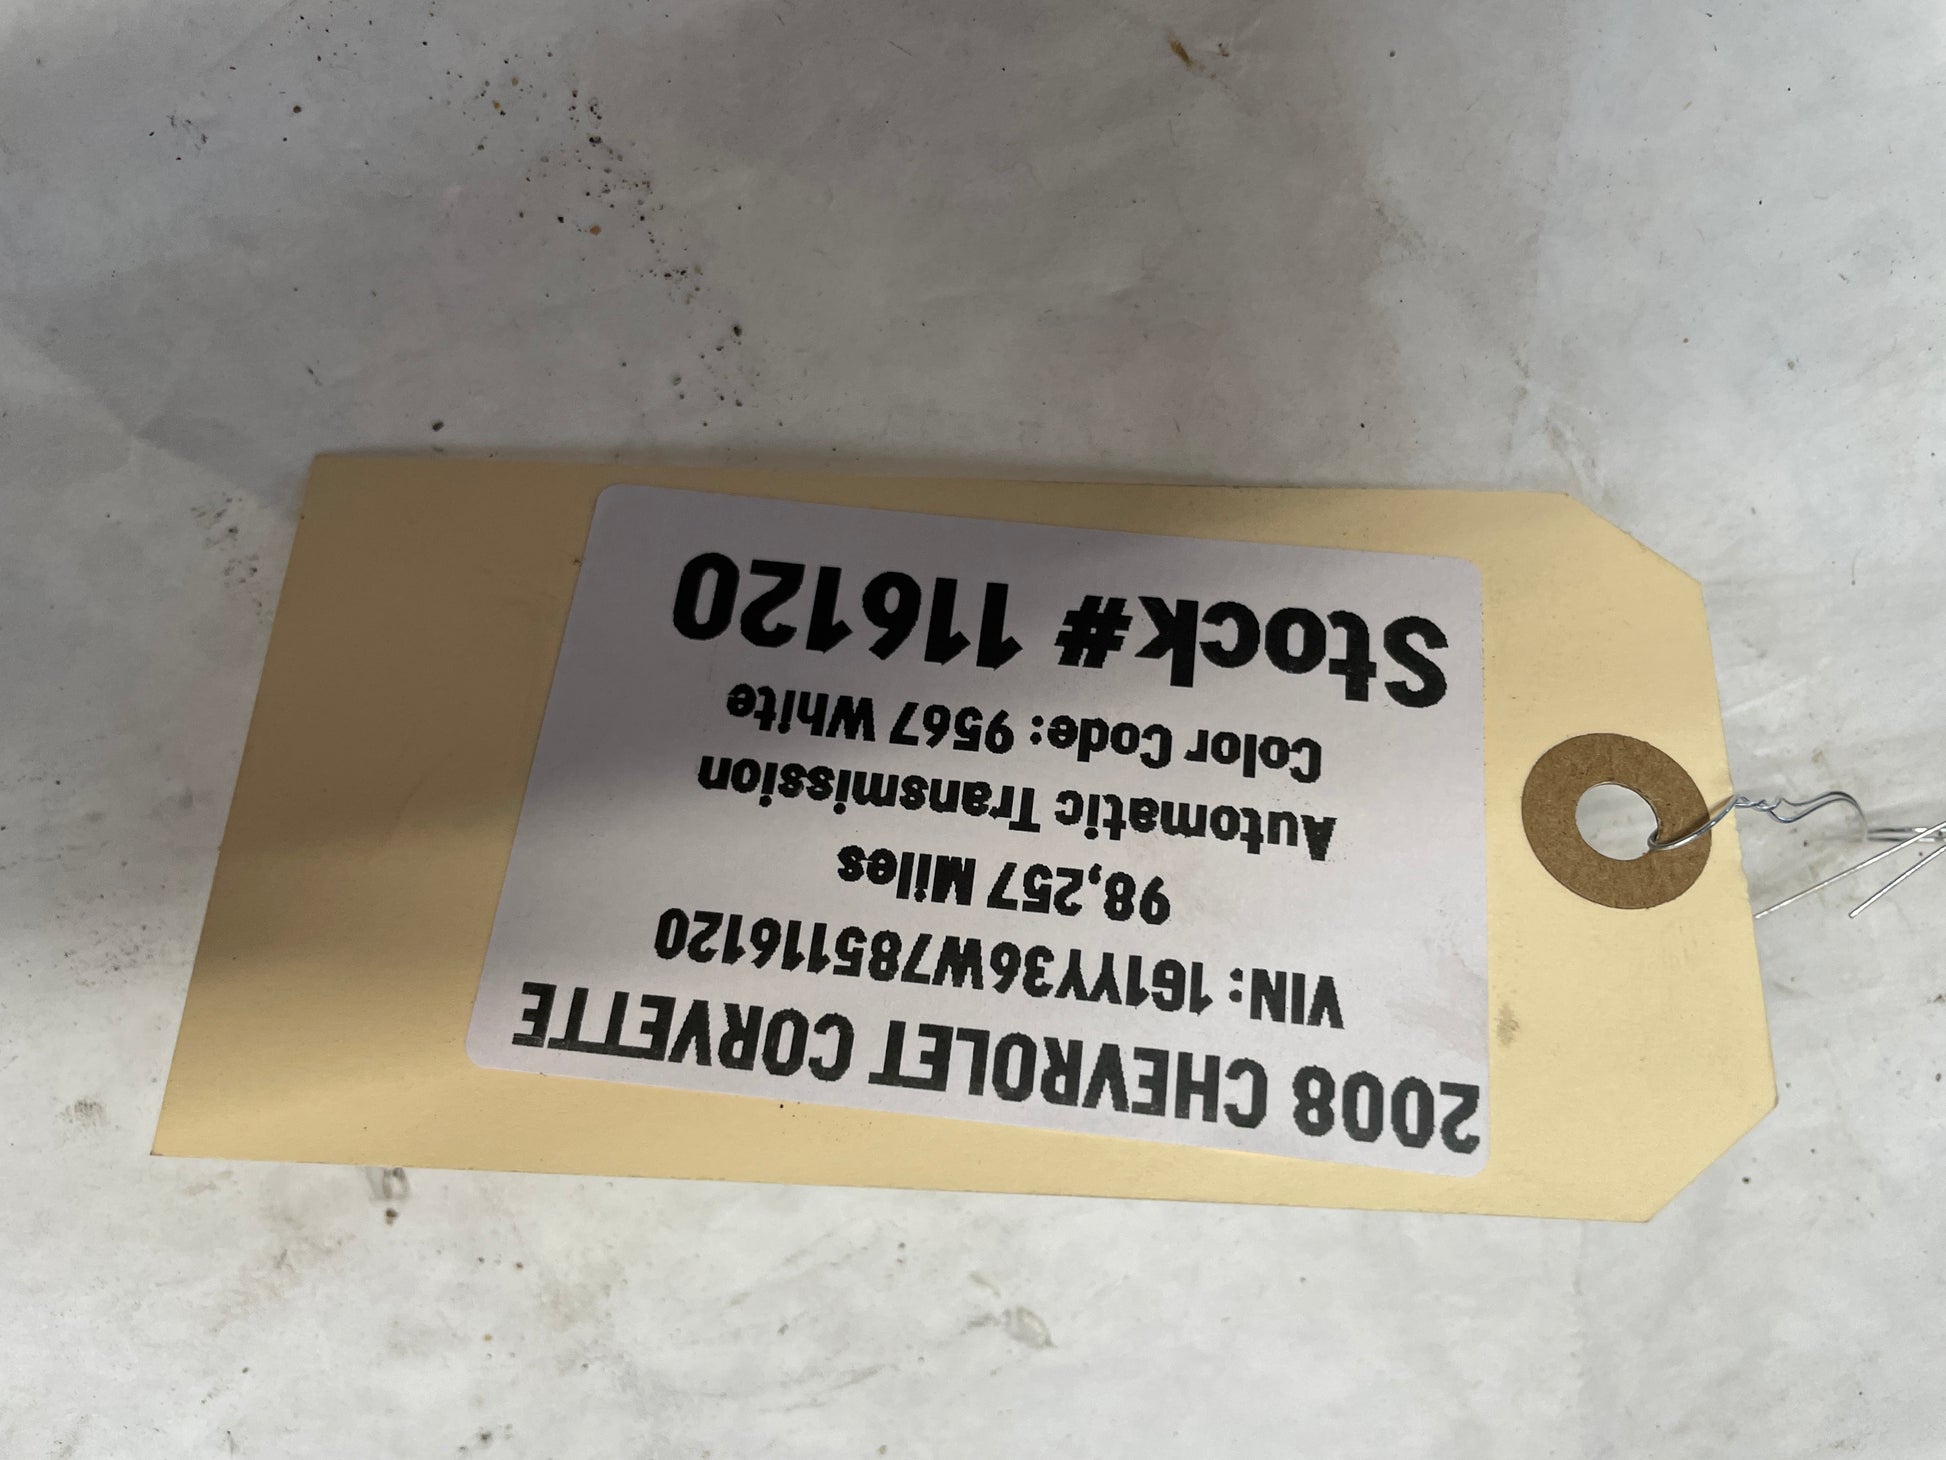 2008 CHEVROLET CORVETTE
VIN: 1G1YY36W785116120
98,257 Miles
Automatic Transmission
Color Code: 9567 White
Stock# 116120